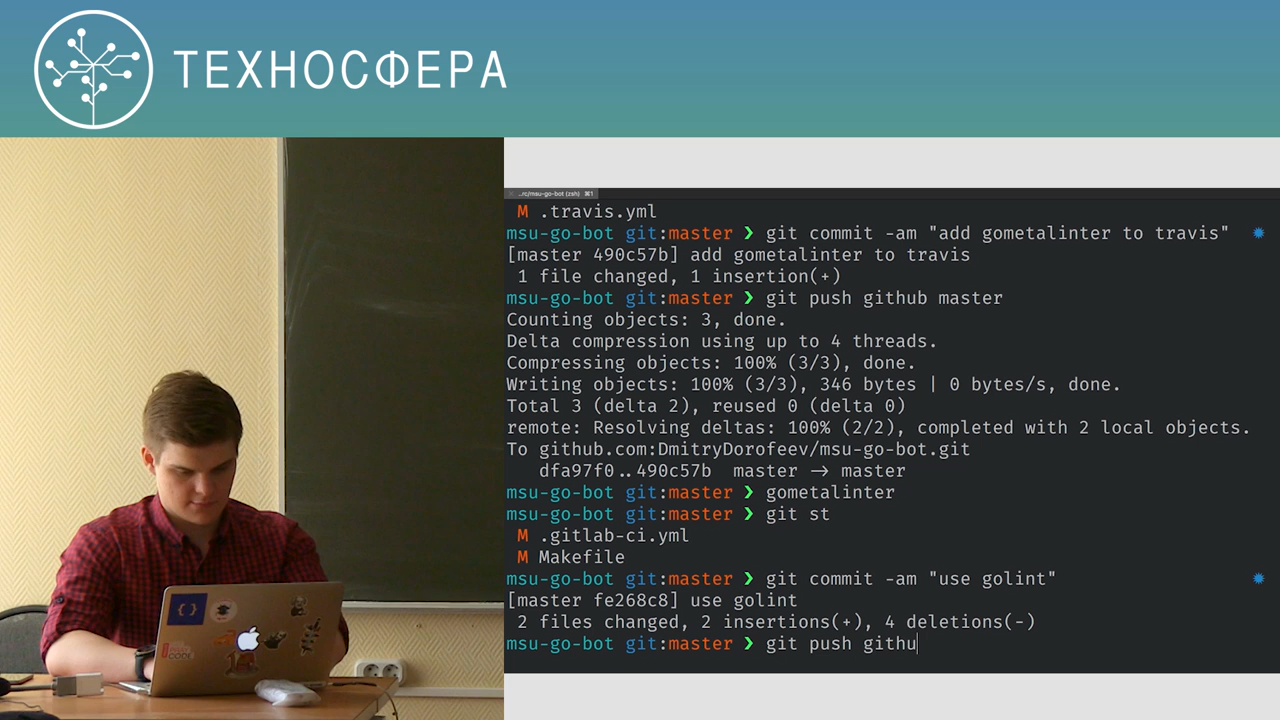 ТЕХНОСФЕРА
..rc/msu-go-bot (zsh) ⌘1
M .travis.yml
msu-go-bot git:master ❯ git commit -am "add gometalinter to travis"
[master 490c57b] add gometalinter to travis
1 file changed, 1 insertion(+)
msu-go-bot git:master ❯ git push github master
Counting objects: 3, done.
Delta compression using up to 4 threads.
Compressing objects: 100% (3/3), done.
Writing objects: 100% (3/3), 346 bytes | 0 bytes/s, done.
Total 3 (delta 2), reused 0 (delta 0)
remote: Resolving deltas: 100% (2/2), completed with 2 local objects.
To github.com:DmitryDorofeev/msu-go-bot.git
dfa97f0..490c57b master -> master
msu-go-bot git:master ❯ gometalinter
msu-go-bot git:master ❯ git st
M .gitlab-ci.yml
M Makefile
msu-go-bot git:master ❯ git commit -am "use golint"
[master fe268c8] use golint
2 files changed, 2 insertions(+), 4 deletions(-)
msu-go-bot git:master ❯ git push githu